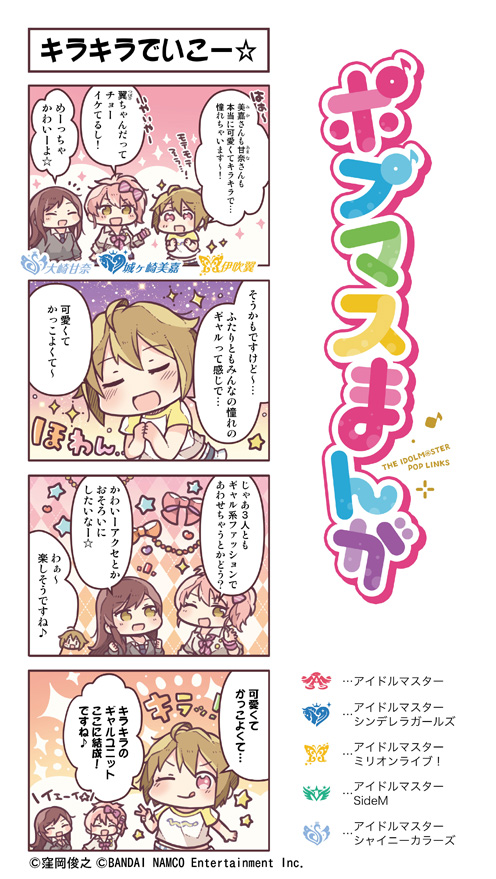 キラキラでいこー☆
はぁ〜
美嘉さんも甘奈さんも
本当に可愛くてキラキラで…
憧れちゃいます〜!
モテモテ
そう…!
いやいやー
翼ちゃんだって
チョー
イケてるし!
めーっちゃ
かわいーよ☆
大崎甘奈
城ヶ崎美嘉
伊吹翼
そうかもですけど〜…
ふたりともみんなの憧れの
ギャルって感じで…
可愛くて
かっこよくて〜
ほわん…
じゃあ3人とも
ギャル系ファッションで
あわせちゃうとかどう?
かわいーアクセとか
おそろいに
したいなー☆
わぁ〜
楽しそうですね♪
可愛くて
かっこよくて…
キラッ!!
キラキラの
ギャルユニット
ここに結成!
ですね♪
イェーイ☆
ポプマスまんが
THE IDOLM@STER
POP LINKS
…アイドルマスター
…アイドルマスター
シンデレラガールズ
…アイドルマスター
ミリオンライブ!
…アイドルマスター
SideM
…アイドルマスター
シャイニーカラーズ
©窪岡俊之 ©BANDAI NAMCO Entertainment Inc.